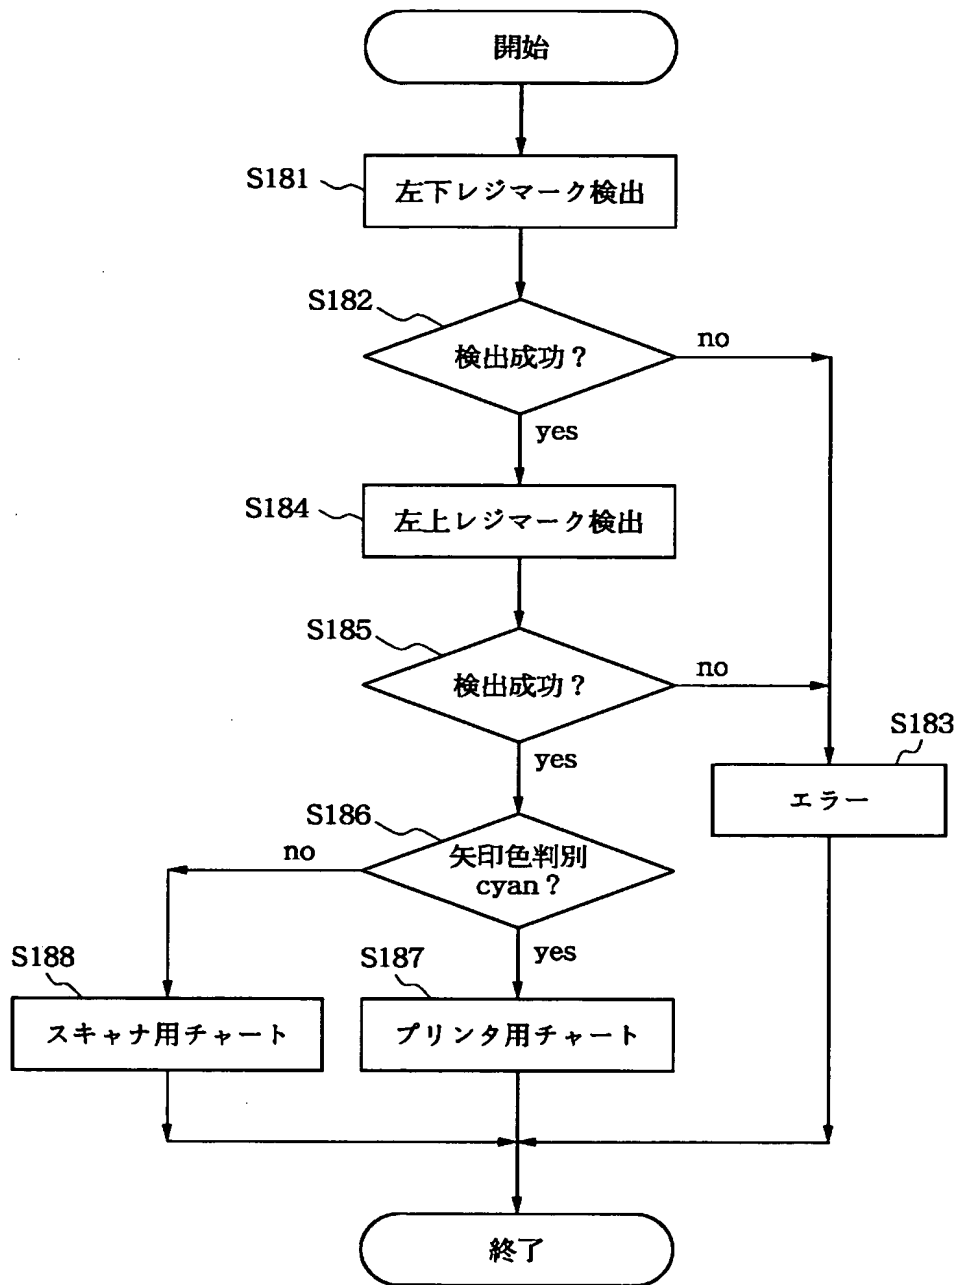 開始
S181
左下レジマーク検出
S182
検出成功？
no
yes
S184
左上レジマーク検出
S185
検出成功？
no
yes
S183
エラー
S186
矢印色判別
cyan？
no
yes
S188
スキャナ用チャート
S187
プリンタ用チャート
終了